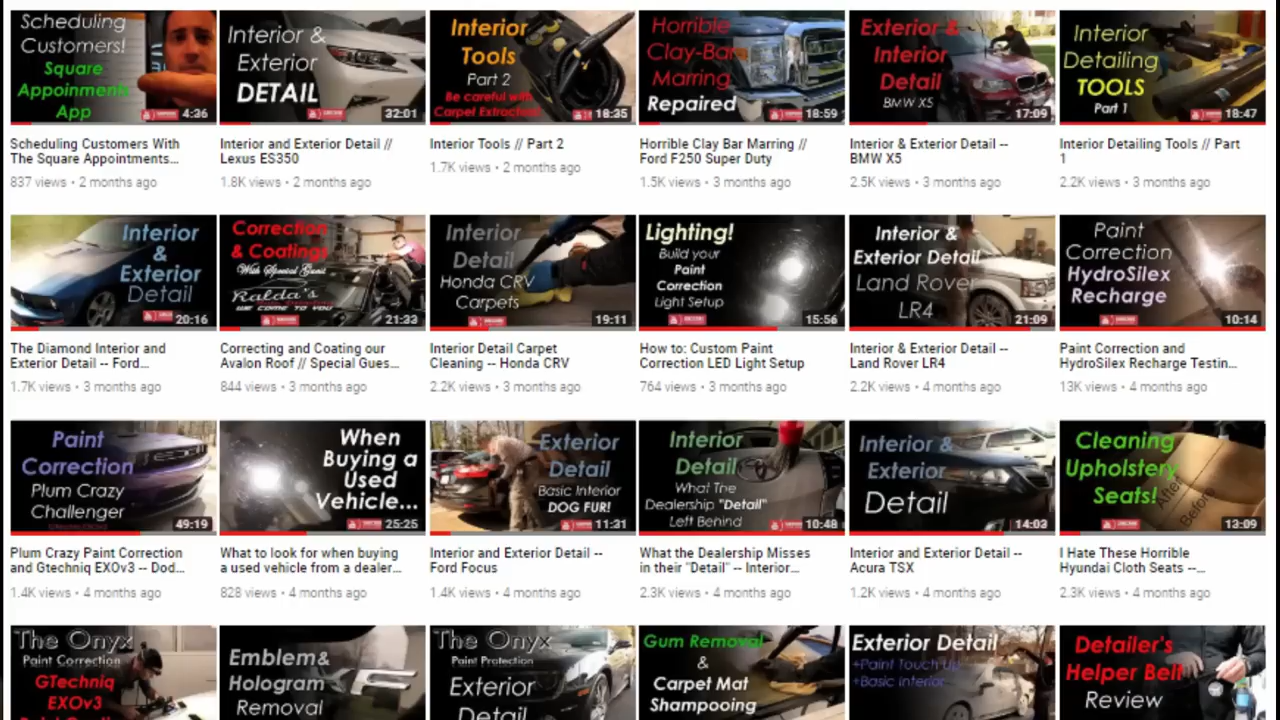 Scheduling
Customers!
Square
Appoinments
App
4:36
Interior &
Exterior
DETAIL
32:01
Interior
Tools
Part 2
Be careful with
Carpet Extraction!
18:35
Horrible
Clay-Bar
Marring
Repaired
18:59
Exterior &
Interior
Detail
BMW X5
17:09
Interior
Detailing
TOOLS
Part 1
18:47
Scheduling Customers With
The Square Appointments...
837 views • 2 months ago
Interior and Exterior Detail //
Lexus ES350
1.8K views • 2 months ago
Interior Tools // Part 2
1.7K views • 2 months ago
Horrible Clay Bar Marring //
Ford F250 Super Duty
1.5K views • 3 months ago
Interior & Exterior Detail --
BMW X5
2.5K views • 3 months ago
Interior Detailing Tools // Part
1
2.2K views • 3 months ago
Interior
&
Exterior
Detail
20:16
Correction
& Coatings
With Special Guest
Ralda's
WE COME TO YOU
21:33
Interior
Detail
Honda CRV
Carpets
19:11
Lighting!
Build your
Paint
Correction
Light Setup
15:56
Interior &
Exterior Detail
Land Rover
LR4
21:09
Paint
Correction
HydroSilex
Recharge
10:14
The Diamond Interior and
Exterior Detail -- Ford...
1.7K views • 3 months ago
Correcting and Coating our
Avalon Roof // Special Gues...
844 views • 3 months ago
Interior Detail Carpet
Cleaning -- Honda CRV
2.2K views • 3 months ago
How to: Custom Paint
Correction LED Light Setup
764 views • 3 months ago
Interior & Exterior Detail --
Land Rover LR4
2.2K views • 4 months ago
Paint Correction and
HydroSilex Recharge Testin...
13K views • 4 months ago
Paint
Correction
Plum Crazy
Challenger
49:19
When
Buying a
Used
Vehicle...
25:25
Exterior
Detail
Basic Interior
DOG FUR!
11:31
Interior
Detail
What The
Dealership "Detail"
Left Behind
10:48
Interior &
Exterior
Detail
14:03
Cleaning
Upholstery
Seats!
After
Before
13:09
Plum Crazy Paint Correction
and Gtechniq EXOv3 -- Dod...
1.4K views • 4 months ago
What to look for when buying
a used vehicle from a dealer...
828 views • 4 months ago
Interior and Exterior Detail --
Ford Focus
1.4K views • 4 months ago
What the Dealership Misses
in their "Detail" -- Interior...
2.3K views • 4 months ago
Interior and Exterior Detail --
Acura TSX
1.2K views • 4 months ago
I Hate These Horrible
Hyundai Cloth Seats --...
2.3K views • 4 months ago
The Onyx
Paint Correction
GTechniq
EXOv3
Emblem&
Hologram
Removal
The Onyx
Paint Protection
Exterior
Detail
Gum Removal
&
Carpet Mat
Shampooing
Exterior Detail
+Paint Touch Up
+Basic Interior
Detailer's
Helper Belt
Review